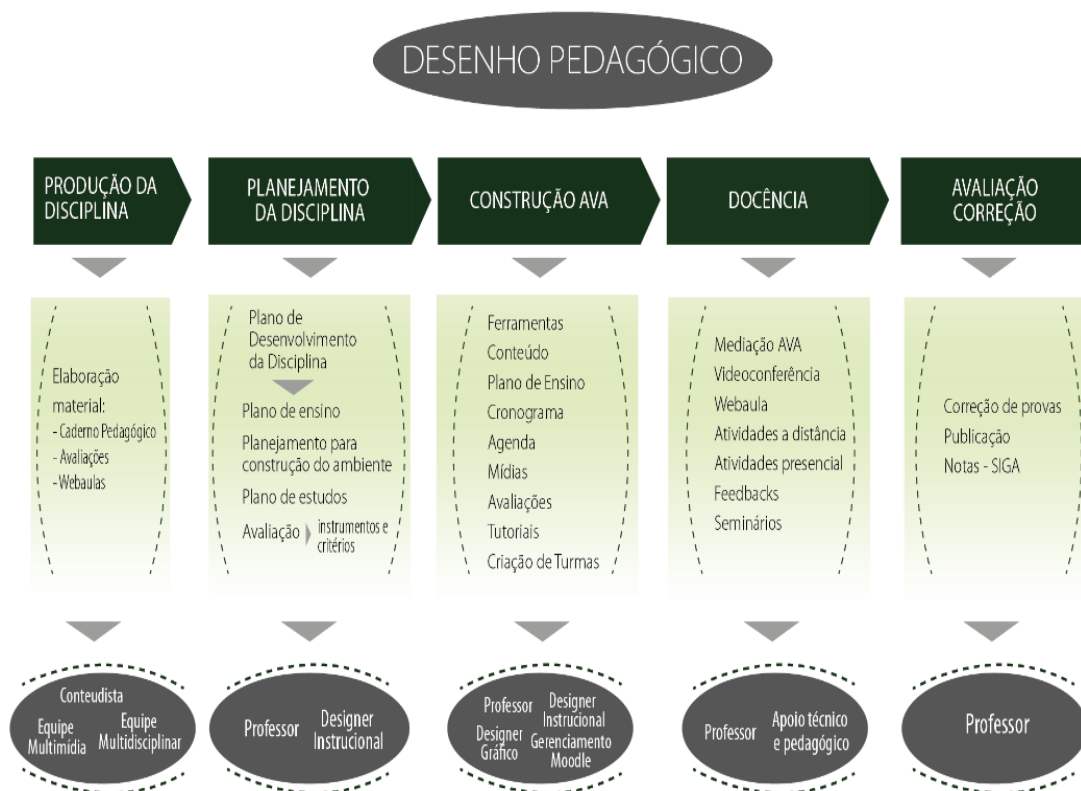 DESENHO PEDAGÓGICO
PRODUÇÃO DA
DISCIPLINA
PLANEJAMENTO
DA DISCIPLINA
CONSTRUÇÃO AVA
DOCÊNCIA
AVALIAÇÃO
CORREÇÃO
Elaboração
material:
- Caderno Pedagógico
- Avaliações
- Webaulas
Plano de
Desenvolvimento
da Disciplina
Plano de ensino
Planejamento para
construção do ambiente
Plano de estudos
Avaliação
instrumentos e
critérios
Ferramentas
Conteúdo
Plano de Ensino
Cronograma
Agenda
Mídias
Avaliações
Tutoriais
Criação de Turmas
Mediação AVA
Videoconferência
Webaula
Atividades a distância
Atividades presencial
Feedbacks
Seminários
Correção de provas
Publicação
Notas - SIGA
Conteudista
Equipe
Multimídia
Equipe
Multidisciplinar
Professor
Designer
Instrucional
Professor
Designer
Instrucional
Designer
Gráfico
Gerenciamento
Moodle
Professor
Apoio técnico
e pedagógico
Professor